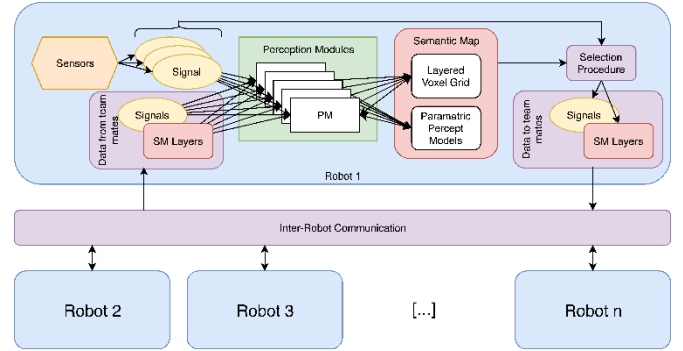 Sensors
Signal
Perception Modules
PM
Semantic Map
Layered
Voxel Grid
Parametric
Percept
Models
Selection
Procedure
Data from team
mates
Signals
SM Layers
Data to team
mates
Signals
SM Layers
Robot 1
Inter-Robot Communication
Robot 2
Robot 3
[...]
Robot n